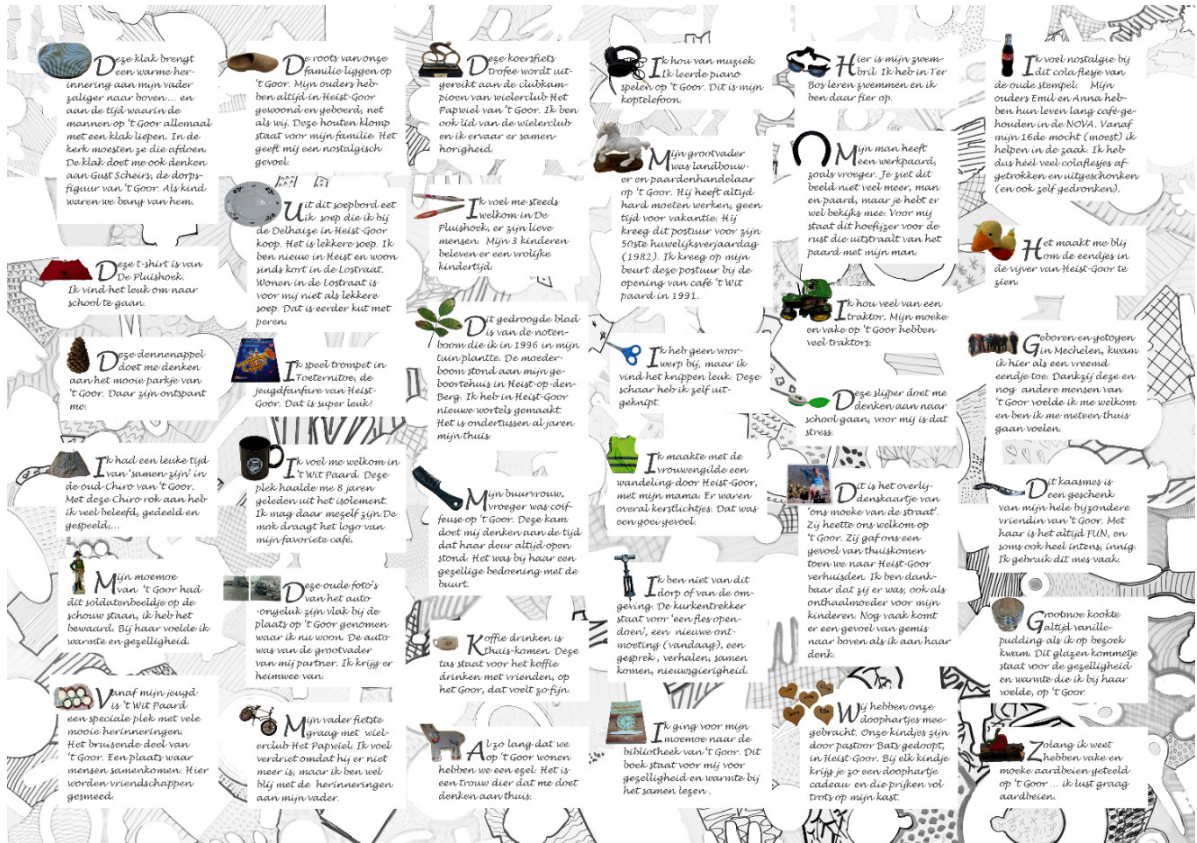 Deze klak brengt
een warme her-
innering aan mijn vader
zaliger naar boven... en
aan de tijd waarin de
mannen op 't Goor allemaal
met een klak liepen. In de
kerk moesten ze die afdoen.
De klak doet me ook denken
aan Gust Scheirs, de dorps-
figuur van 't Goor. Als kind
waren we bang van hem.
Deze t-shirt is van
De Pluishoek.
Ik vind het leuk om naar
school te gaan.
Deze dennenappel
doet me denken
aan het mooie parkje van
't Goor. Daar zijn ontspant
me.
Ik had een leuke tijd
van 'samen-zijn' in
de oud-Chiro van 't Goor.
Met deze Chiro rok aan heb
ik veel beleefd, gedeeld en
gespeeld,...
Mijn moemoe
van 't Goor had
dit soldatenbeeldje op de
schouw staan, ik heb het
bewaard. Bij haar voelde ik
warmte en gezelligheid.
Vanaf mijn jeugd
is 't Wit Paard
een speciale plek met vele
mooie herinneringen.
Het bruisende deel van
't Goor. Een plaats waar
mensen samenkomen. Hier
worden vriendschappen
gesmeed.
De roots van onze
familie liggen op
't Goor. Mijn ouders heb-
ben altijd in Heist-Goor
gewoond en geboerd, net
als wij. Deze houten klomp
staat voor mijn familie. Het
geeft mij een nostalgisch
gevoel.
Uit dit soepbord eet
ik soep die ik bij
de Delhaize in Heist-Goor
koop. Het is lekkere soep. Ik
ben nieuw in Heist en woon
sinds kort in de Lostraat.
Wonen in de Lostraat is
voor mij niet als lekkere
soep. Dat is eerder kut met
peren.
Ik speel trompet in
Toeternitoe, de
jeugdfanfare van Heist-
Goor. Dat is super leuk!
Ik voel me welkom in
't Wit Paard. Deze
plek haalde me 8 jaren
geleden uit het isolement.
Ik mag daar mezelf zijn. De
mok draagt het logo van
mijn favoriete café.
Deze oude foto's
van het auto
-ongeluk zijn vlak bij de
plaats op 't Goor genomen
waar ik nu woon. De auto
was van de grootvader
van mij partner. Ik krijg er
heimwee van.
Mijn vader fietste
graag met wiel-
erclub Het Papwiel. Ik voel
verdriet omdat hij er niet
meer is, maar ik ben wel
blij met de herinneringen
aan mijn vader.
Deze koersfiets
trofee wordt uit-
gereikt aan de clubkam-
pioen van wielerclub Het
Papwiel van 't Goor. Ik ben
ook lid van de wielerclub
en ik ervaar er samen-
horigheid.
Ik voel me steeds
welkom in De
Pluishoek, er zijn lieve
mensen. Mijn 3 kinderen
beleven er een vrolijke
kindertijd.
Dit gedroogde blad
is van de noten-
boom die ik in 1996 in mijn
tuin plantte. De moeder-
boom stond aan mijn ge-
boortehuis in Heist-op-den-
Berg. Ik heb in Heist-Goor
nieuwe wortels gemaakt.
Het is ondertussen al jaren
mijn thuis.
Mijn buurvrouw,
vroeger was coif-
feuse op 't Goor. Deze kam
doet mij denken aan de tijd
dat haar deur altijd open
stond. Het was bij haar een
gezellige bedoening met de
buurt.
Koffie drinken is
thuis-komen. Deze
tas staat voor het koffie
drinken met vrienden, op
het Goor, dat voelt zo fijn.
Al zo lang dat we
op 't Goor wonen
hebben we een ezel. Het is
een trouw dier dat me doet
denken aan thuis.
Ik hou van muziek.
Ik leerde piano
spelen op 't Goor. Dit is mijn
koptelefoon.
Mijn grootvader
was landbouw-
er en paardenhandelaar
op 't Goor. Hij heeft altijd
hard moeten werken, geen
tijd voor vakantie. Hij
kreeg dit postuur voor zijn
50ste huwelijksverjaardag
(1982). Ik kreeg op mijn
beurt deze postuur bij de
opening van café 't Wit
paard in 1991.
Ik heb geen voor-
werp bij, maar ik
vind het knippen leuk. Deze
schaar heb ik zelf uit-
geknipt.
Ik maakte met de
vrouwengilde een
wandeling door Heist-Goor,
met mijn mama. Er waren
overal kerstlichtjes. Dat was
een goei gevoel.
Ik ben niet van dit
dorp of van de om-
geving. De kurkentrekker
staat voor 'een fles open-
doen', een nieuwe ont-
moeting (vandaag), een
gesprek, verhalen, samen
komen, nieuwsgierigheid.
Ik ging voor mijn
moemoe naar de
bibliotheek van 't Goor. Dit
boek staat voor mij voor
gezelligheid en warmte bij
het samen lezen.
Hier is mijn zwem-
bril. Ik heb in Ter
Bos leren zwemmen en ik
ben daar fier op.
Mijn man heeft
een werkpaard,
zoals vroeger. Je ziet dit
beeld niet veel meer, man
en paard, maar je hebt er
wel bekijks mee. Voor mij
staat dit hoefijzer voor de
rust die uitstraalt van het
paard met mijn man.
Ik hou veel van een
traktor. Mijn moeke
en vake op 't Goor hebben
veel traktors.
Deze slijper doet me
denken aan naar
school gaan, voor mij is dat
stress.
Dit is het overlij-
denskaartje van
'ons moeke van de straat'.
Zij heette ons welkom op
't Goor. Zij gaf ons een
gevoel van thuiskomen
toen we naar Heist-Goor
verhuisden. Ik ben dank-
baar dat zij er was, ook als
onthaalmoeder voor mijn
kinderen. Nog vaak komt
er een gevoel van gemis
naar boven als ik aan haar
denk.
Wij hebben onze
doophartjes mee-
gebracht. Onze kindjes zijn
door pastoor Bats gedoopt,
in Heist-Goor. Bij elk kindje
krijg je zo een doophartje
cadeau en die prijken vol
trots op mijn kast.
Ik voel nostalgie bij
dit cola flesje van
de oude stempel. Mijn
ouders Emil en Anna heb-
ben hun leven lang café ge-
houden in de NOVA. Vanaf
mijn 16de mocht (moest) ik
helpen in de zaak. Ik heb
dus héél veel colaflesjes af-
getrokken en uitgeschonken
(en ook zelf gedronken).
Het maakt me blij
om de eendjes in
de vijver van Heist-Goor te
zien.
Geboren en getogen
in Mechelen, kwam
ik hier als een vreemd
eendje toe. Dankzij deze en
nog andere mensen van
't Goor voelde ik me welkom
en ben ik me meteen thuis
gaan voelen.
Dit kaasmes is
een geschenk
van mijn hele bijzondere
vriendin van 't Goor. Met
haar is het altijd FUN, en
soms ook heel intens, innig.
Ik gebruik dit mes vaak.
Grootmoe kookte
altijd vanille-
pudding als ik op bezoek
kwam. Dit glazen kommetje
staat voor de gezelligheid
en warmte die ik bij haar
voelde, op 't Goor.
Zolang ik weet
hebben vake en
moeke aardbeien geteeld
op 't Goor ... ik lust graag
aardbeien.